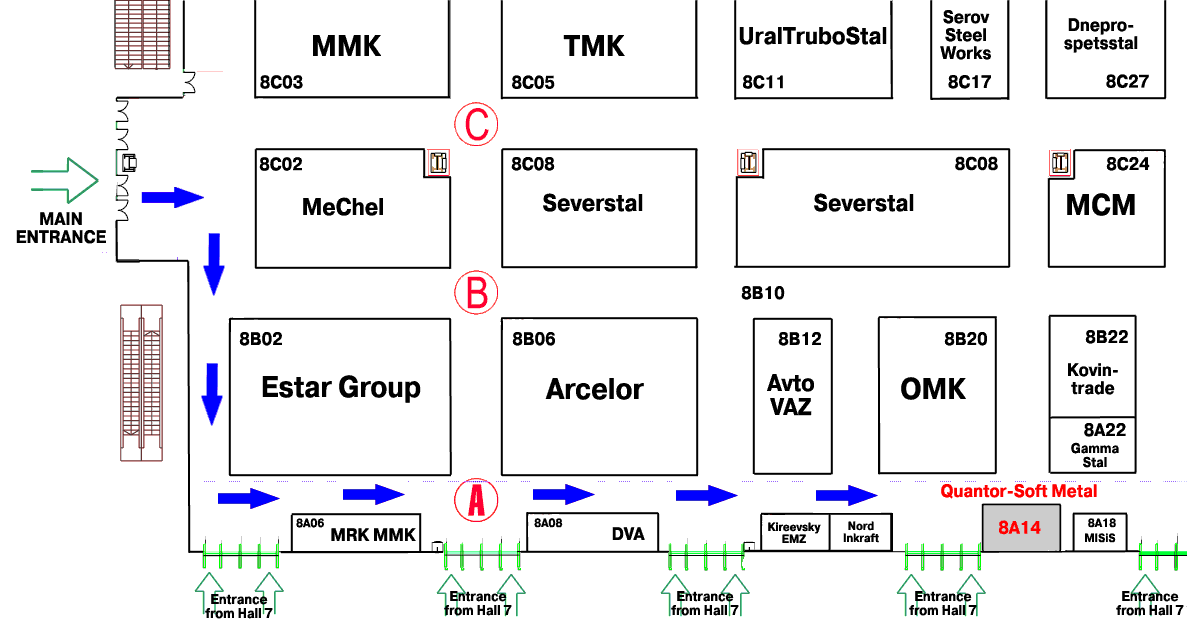 MMK
8C03
TMK
8C05
UralTruboStal
8C11
Serov
Steel
Works
8C17
Dnepro-
spetsstal
8C27
C
MAIN
ENTRANCE
8C02
MeChel
8C08
Severstal
8C08
Severstal
8C24
MCM
B
8B10
8B02
Estar Group
8B06
Arcelor
8B12
Avto
VAZ
8B20
OMK
8B22
Kovin-
trade
8A22
Gamma
Stal
A
Quantor-Soft Metal
8A06
MRK MMK
8A08
DVA
Kireevsky
EMZ
Nord
Inkraft
8A14
8A18
MISiS
Entrance
from Hall 7
Entrance
from Hall 7
Entrance
from Hall 7
Entrance
from Hall 7
Entrance
from Hall 7